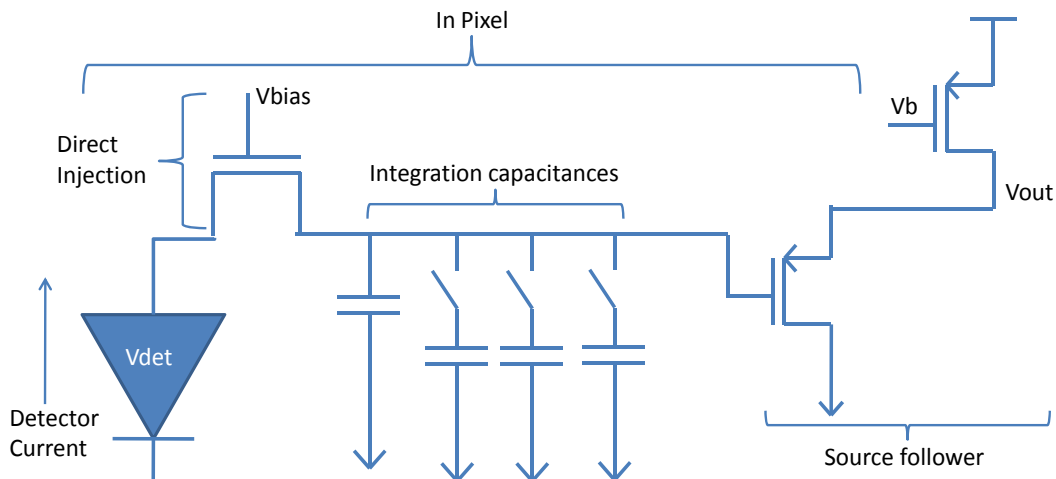 In Pixel
Vbias
Vb
Direct
Injection
Integration capacitances
Vout
Vdet
Detector
Current
Source follower